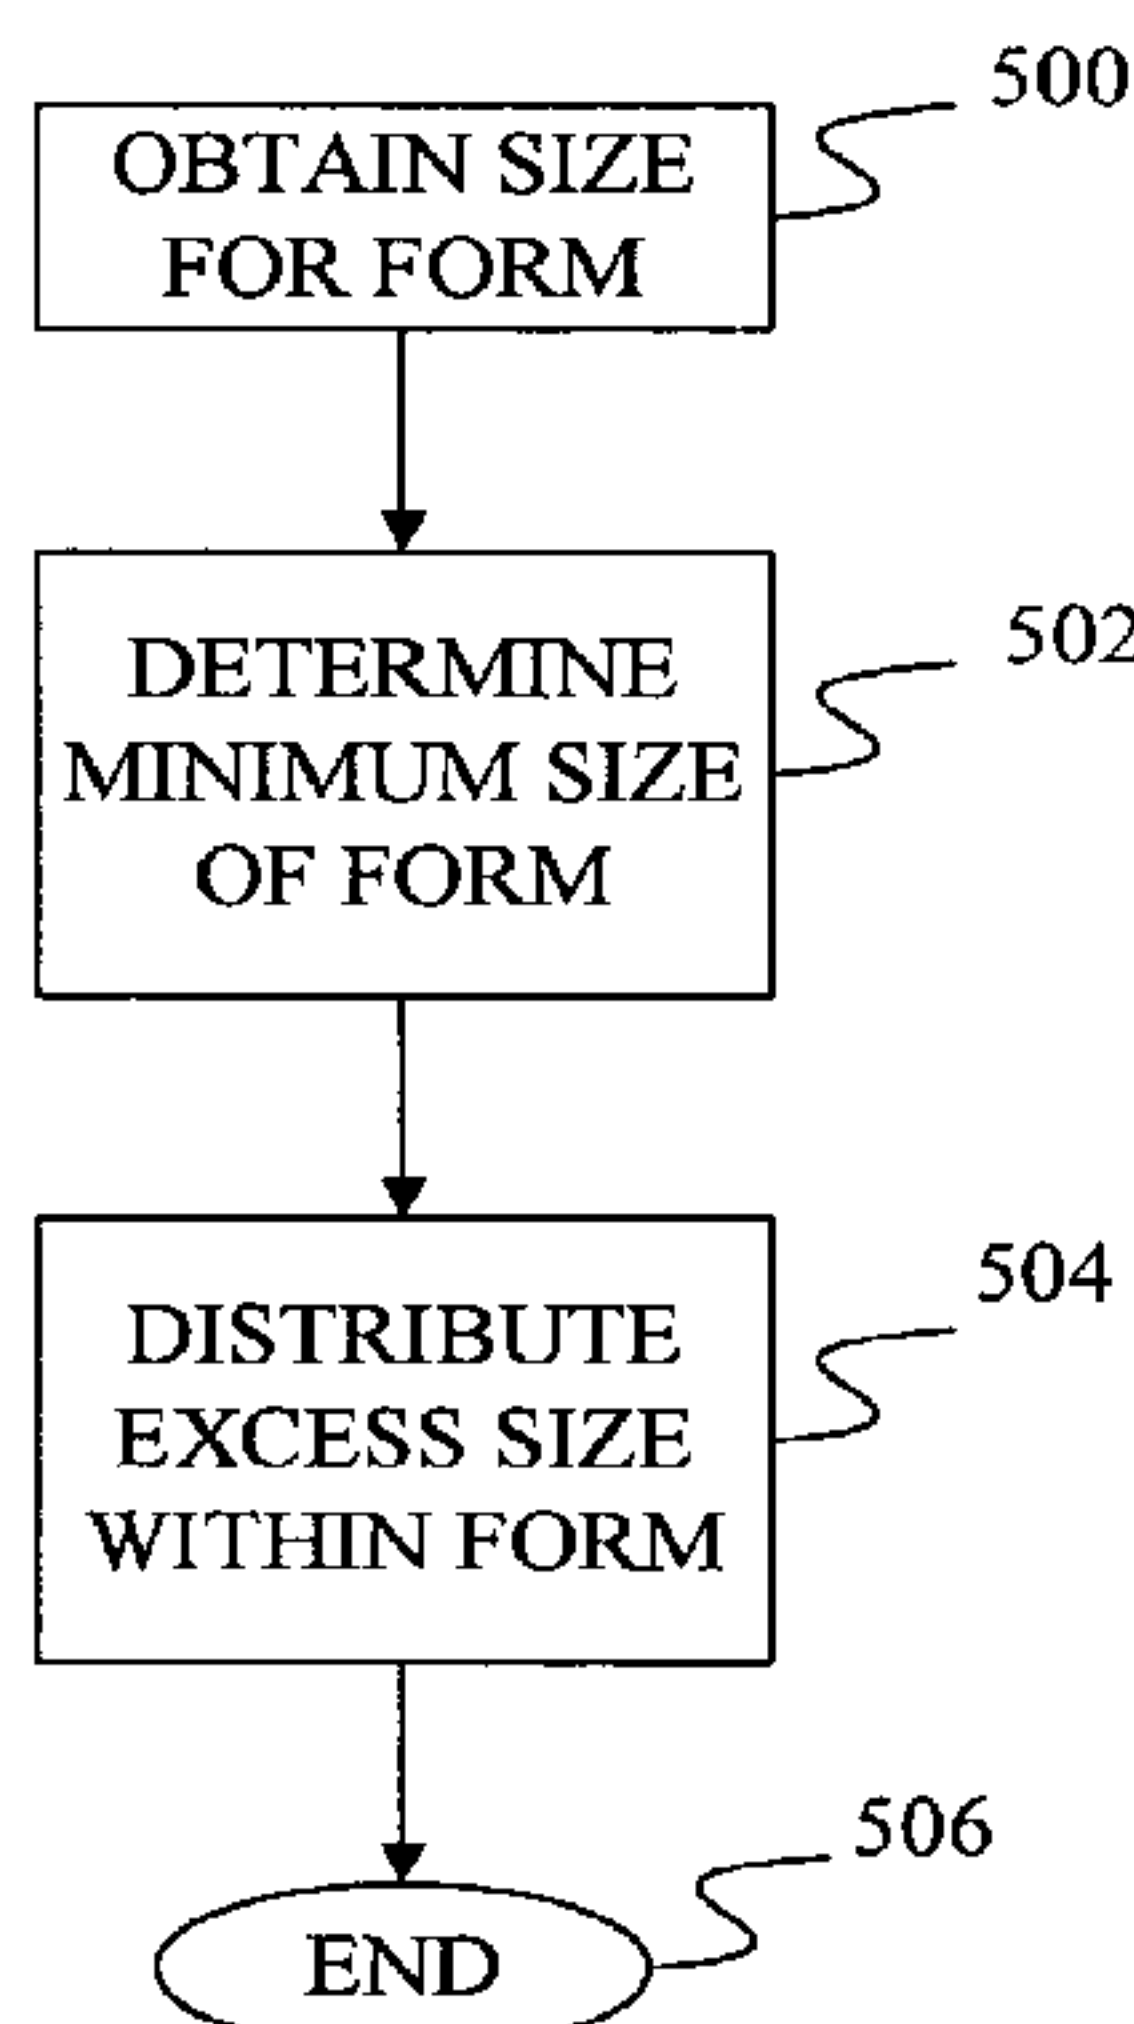 500
OBTAIN SIZE
FOR FORM
502
DETERMINE
MINIMUM SIZE
OF FORM
504
DISTRIBUTE
EXCESS SIZE
WITHIN FORM
506
END